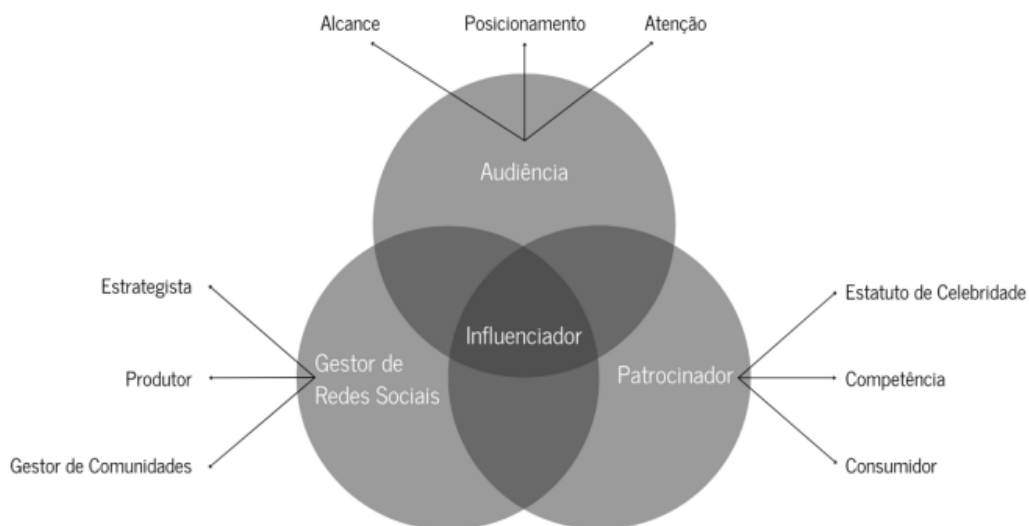 Alcance
Posicionamento
Atenção
Audiência
Estrategista
Produtor
Gestor de Comunidades
Gestor de
Redes Sociais
Influenciador
Patrocinador
Estatuto de Celebridade
Competência
Consumidor